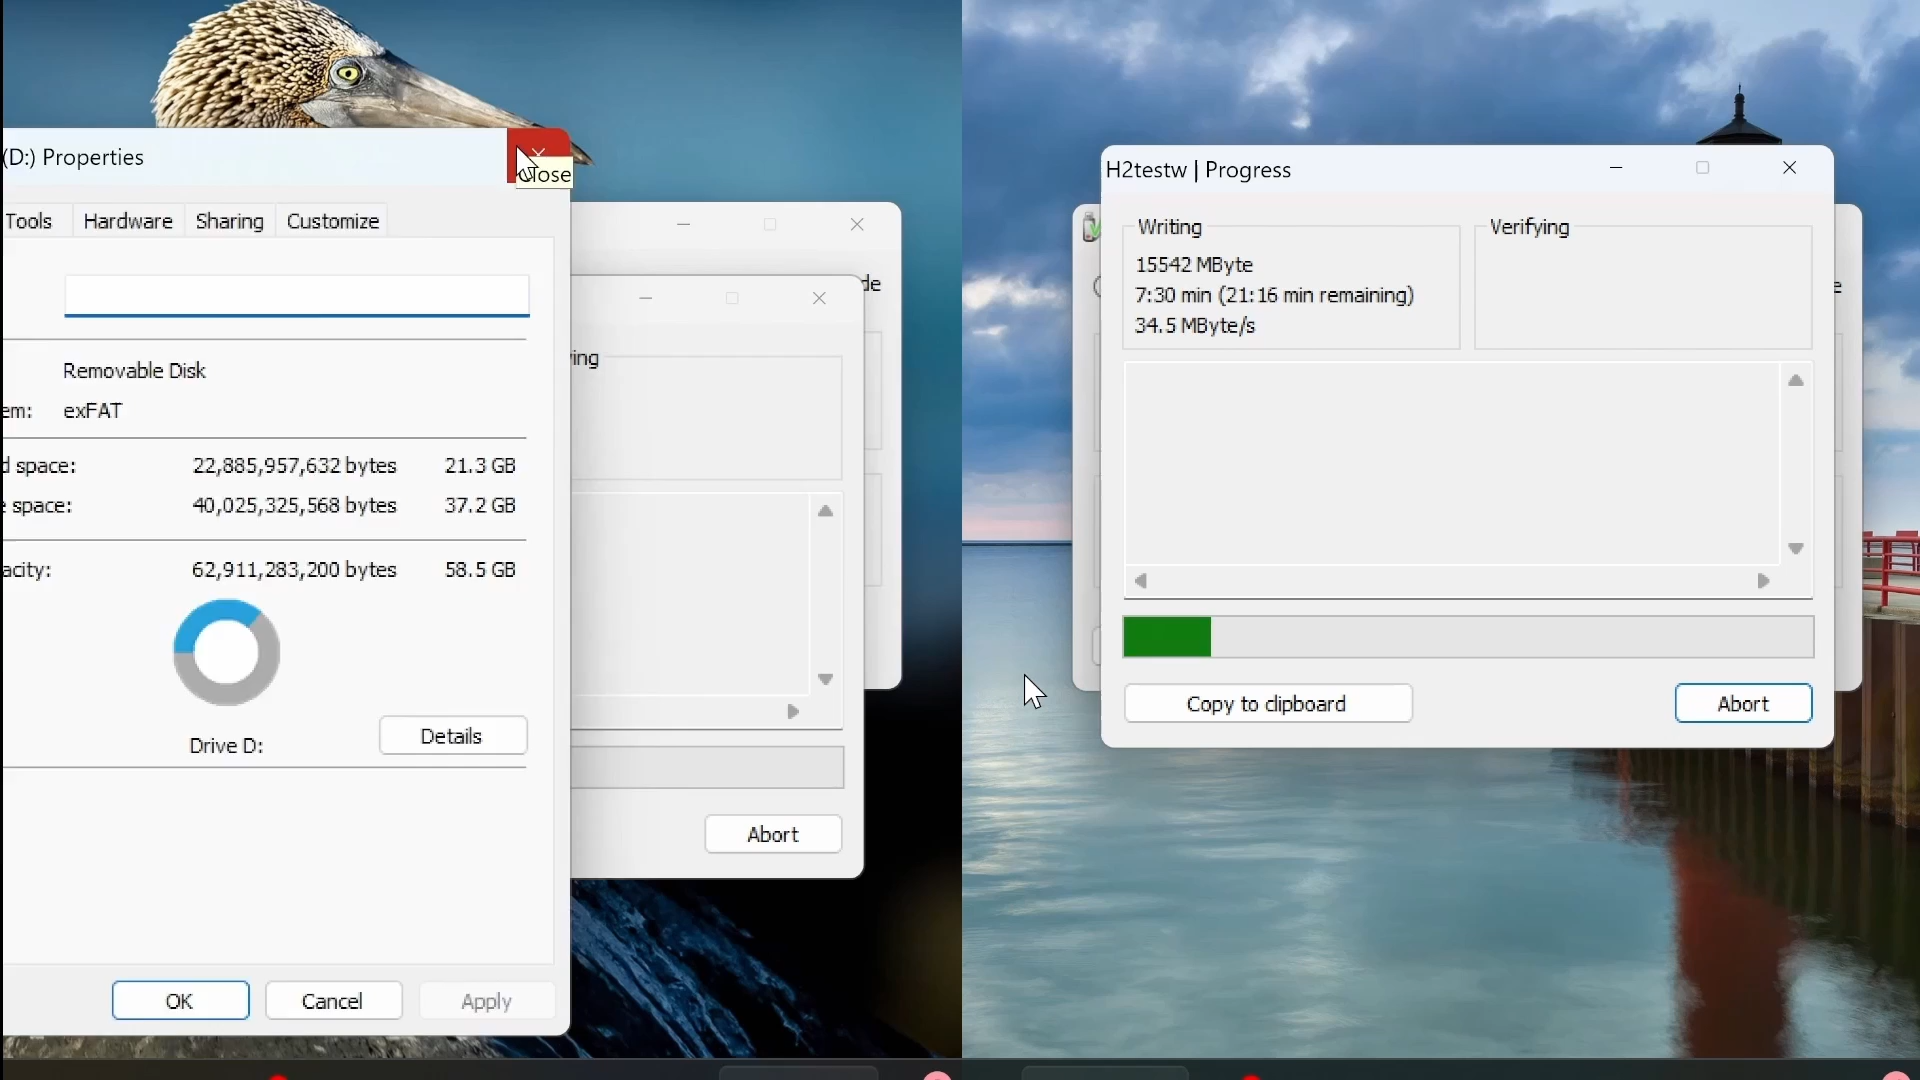 (D:) Properties
Close
Tools
Hardware
Sharing
Customize
Removable Disk
em: exFAT
d space: 22,885,957,632 bytes 21.3 GB
e space: 40,025,325,568 bytes 37.2 GB
acity: 62,911,283,200 bytes 58.5 GB
Drive D:
Details
OK
Cancel
Apply
de
ying
Abort
H2testw | Progress
Writing
15542 MByte
7:30 min (21:16 min remaining)
34.5 MByte/s
Verifying
e
Copy to clipboard
Abort